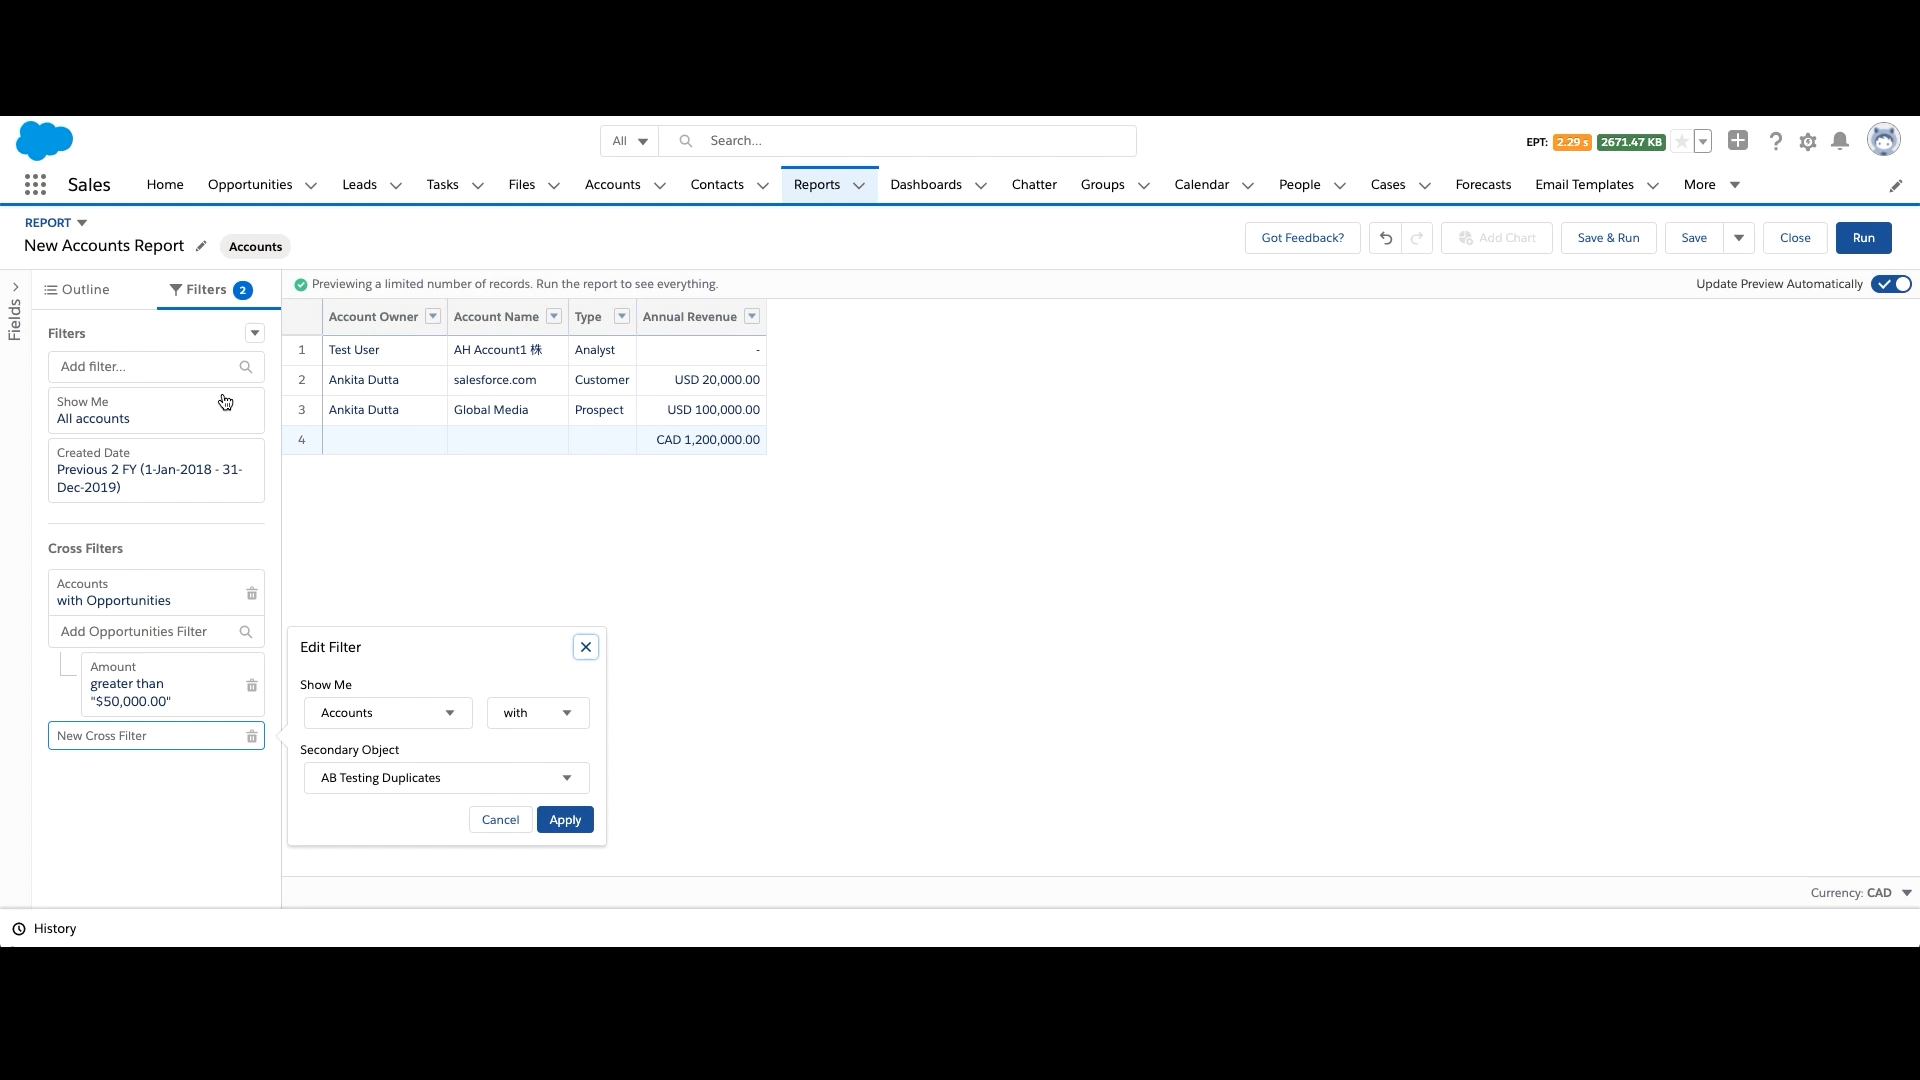 All
Search...
EPT: 2.29 s 2671.47 KB
Sales
Home
Opportunities
Leads
Tasks
Files
Accounts
Contacts
Reports
Dashboards
Chatter
Groups
Calendar
People
Cases
Forecasts
Email Templates
More
REPORT
New Accounts Report
Accounts
Got Feedback?
Add Chart
Save & Run
Save
Close
Run
Fields
Outline
Filters 2
Previewing a limited number of records. Run the report to see everything.
Update Preview Automatically
Filters
Add filter...
Show Me
All accounts
Created Date
Previous 2 FY (1-Jan-2018 - 31-
Dec-2019)
Cross Filters
Accounts
with Opportunities
Add Opportunities Filter
Amount
greater than
"$50,000.00"
New Cross Filter
Account Owner Account Name Type Annual Revenue
1 Test User AH Account1 株 Analyst -
2 Ankita Dutta salesforce.com Customer USD 20,000.00
3 Ankita Dutta Global Media Prospect USD 100,000.00
4 CAD 1,200,000.00
Edit Filter
Show Me
Accounts with
Secondary Object
AB Testing Duplicates
Cancel Apply
Currency: CAD
History